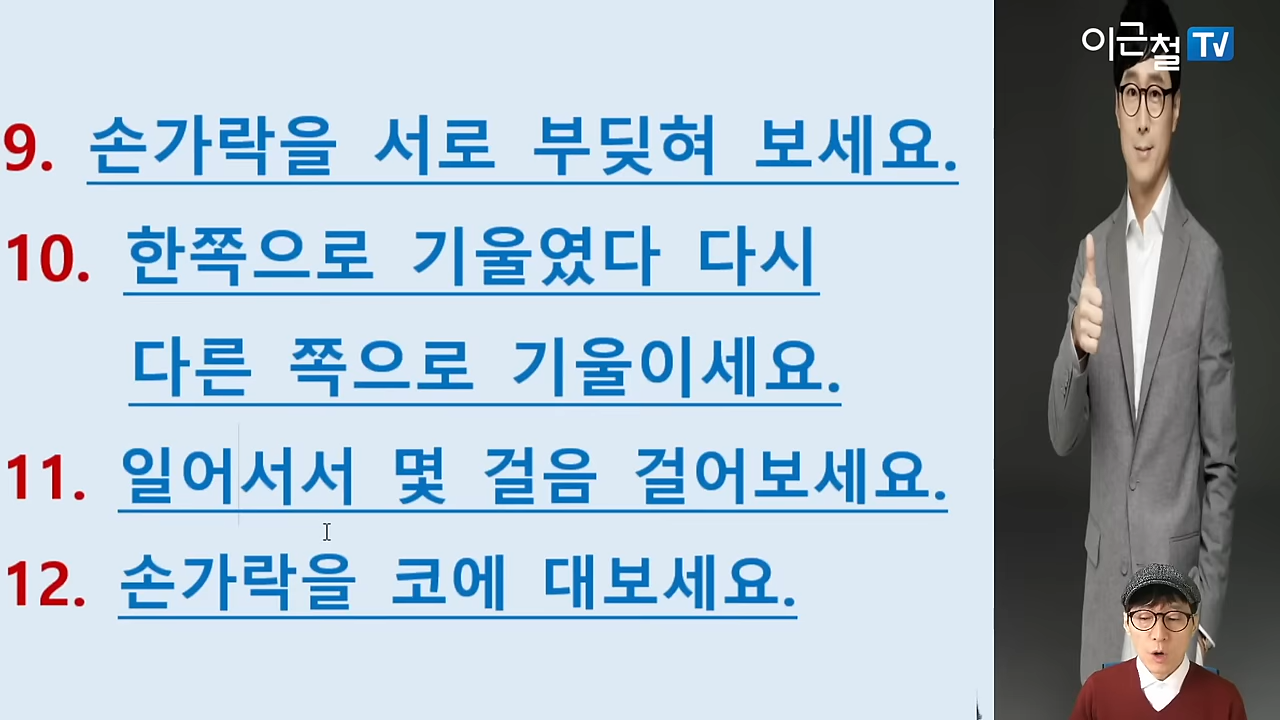 이근철 TV
9. 손가락을 서로 부딪혀 보세요.
10. 한쪽으로 기울였다 다시
다른 쪽으로 기울이세요.
11. 일어서서 몇 걸음 걸어보세요.
12. 손가락을 코에 대보세요.